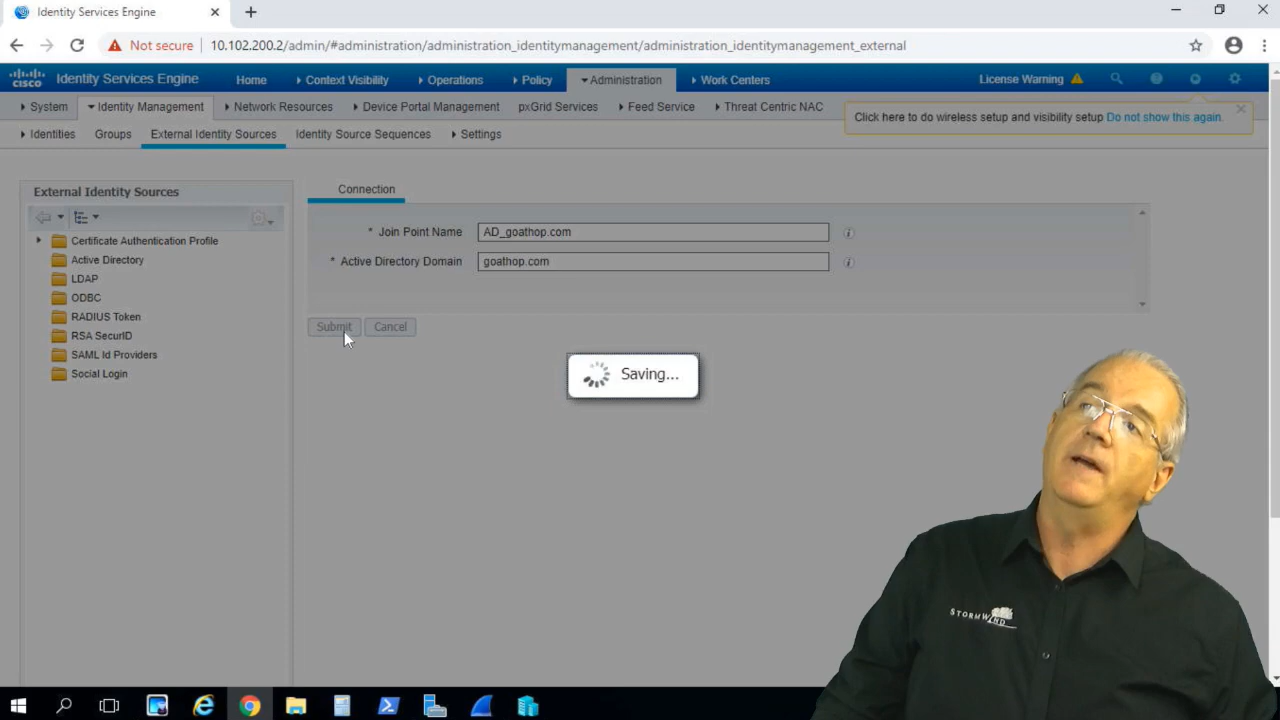 Identity Services Engine
Not secure 10.102.200.2/admin/#administration/administration_identitymanagement/administration_identitymanagement_external
CISCO Identity Services Engine Home Context Visibility Operations Policy Administration Work Centers License Warning
System Identity Management Network Resources Device Portal Management pxGrid Services Feed Service Threat Centric NAC
Click here to do wireless setup and visibility setup Do not show this again.
Identities Groups External Identity Sources Identity Source Sequences Settings
External Identity Sources
Certificate Authentication Profile
Active Directory
LDAP
ODBC
RADIUS Token
RSA SecurID
SAML Id Providers
Social Login
Connection
* Join Point Name AD_goathop.com
* Active Directory Domain goathop.com
Submit Cancel
Saving...
STORMWIND